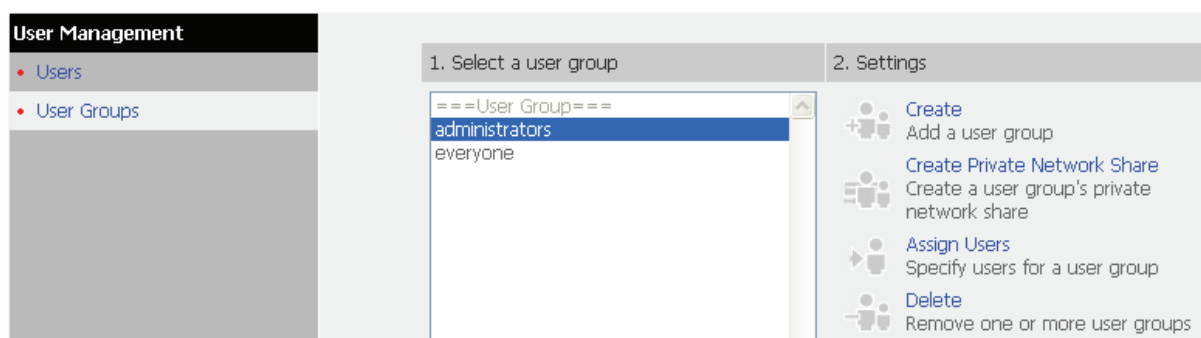 User Management
• Users
• User Groups
1. Select a user group
===User Group===
administrators
everyone
2. Settings
Create
Add a user group
Create Private Network Share
Create a user group's private
network share
Assign Users
Specify users for a user group
Delete
Remove one or more user groups